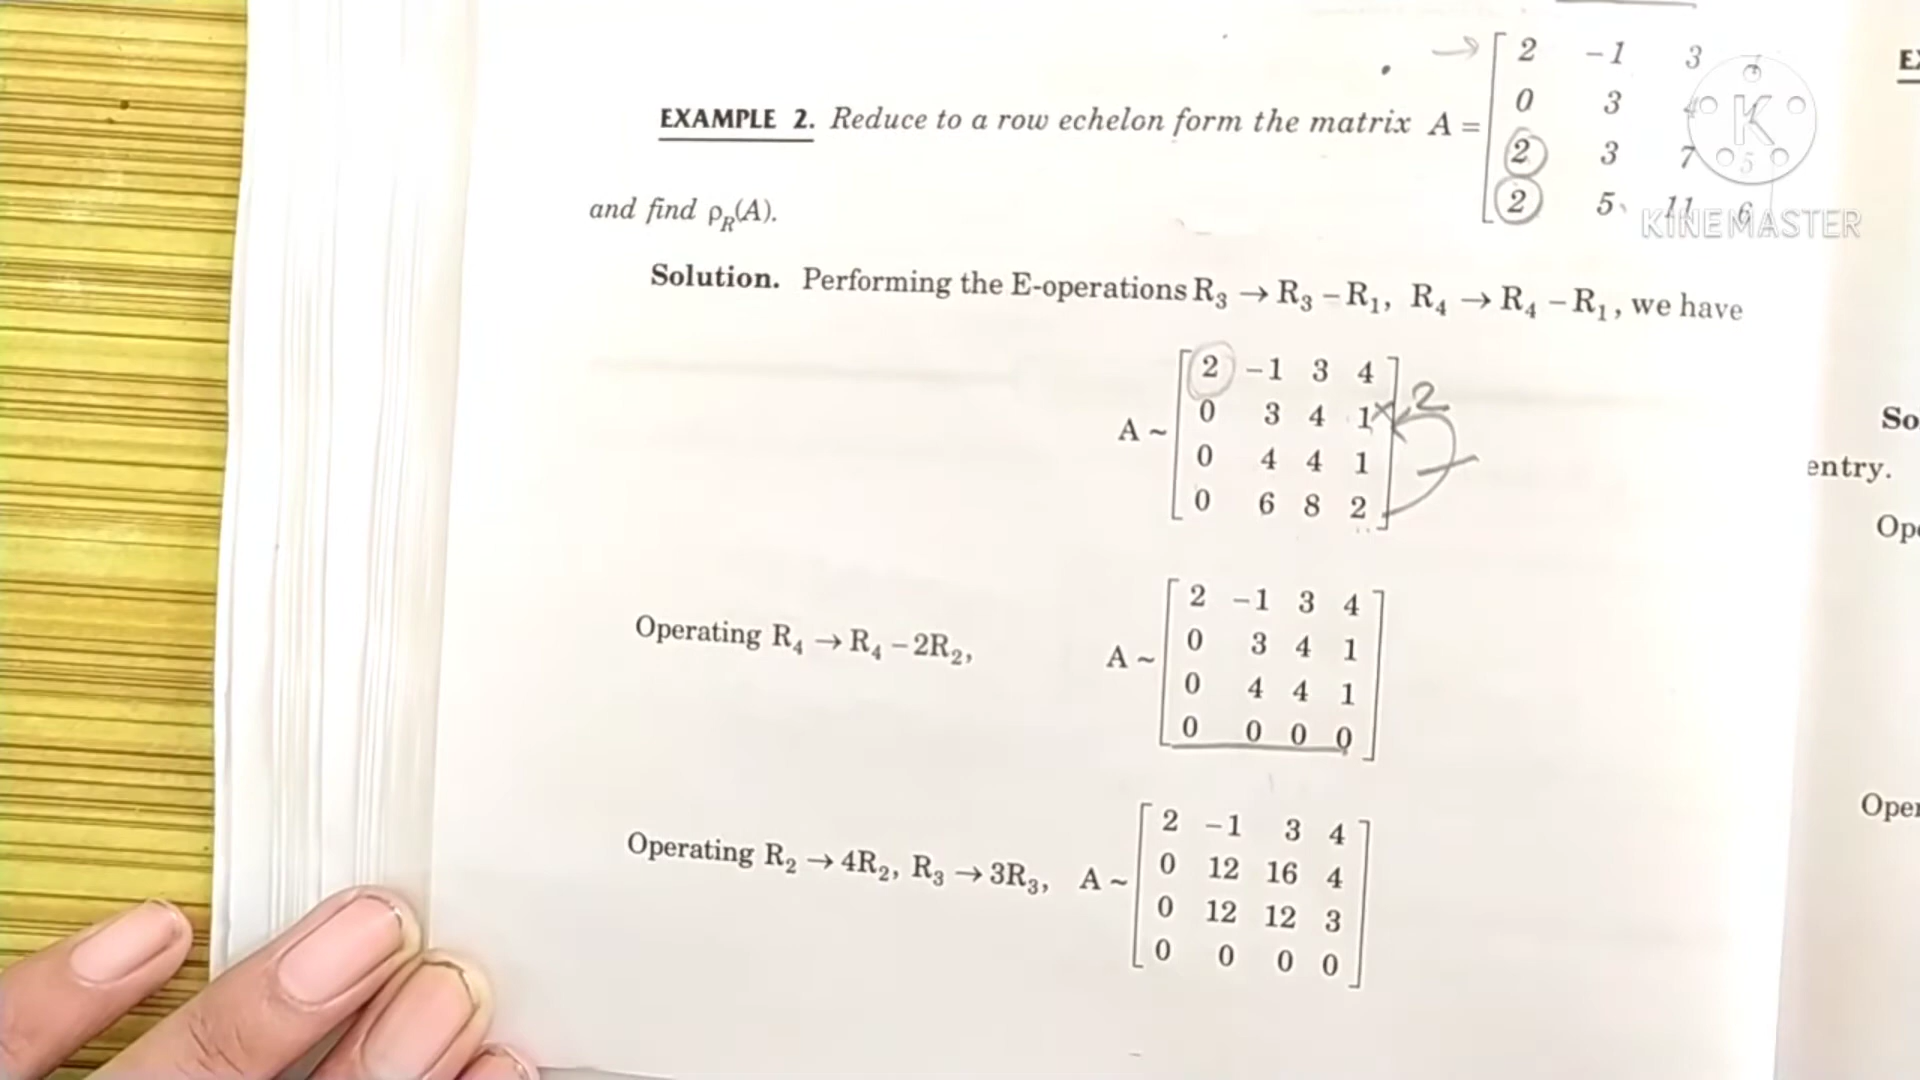 2 -1 3
EXAMPLE 2. Reduce to a row echelon form the matrix A =
0 3 4
2 3 7 5
2 5 11 6
KINEMASTER
and find ρR(A).
Solution. Performing the E-operations R3 → R3 – R1, R4 → R4 – R1, we have
2 -1 3 4
0 3 4 1 × 2
A ~
0 4 4 1
0 6 8 2
2 -1 3 4
Operating R4 → R4 – 2R2,
0 3 4 1
A ~
0 4 4 1
0 0 0 0
2 -1 3 4
Operating R2 → 4R2, R3 → 3R3, A ~
0 12 16 4
0 12 12 3
0 0 0 0
So
entry.